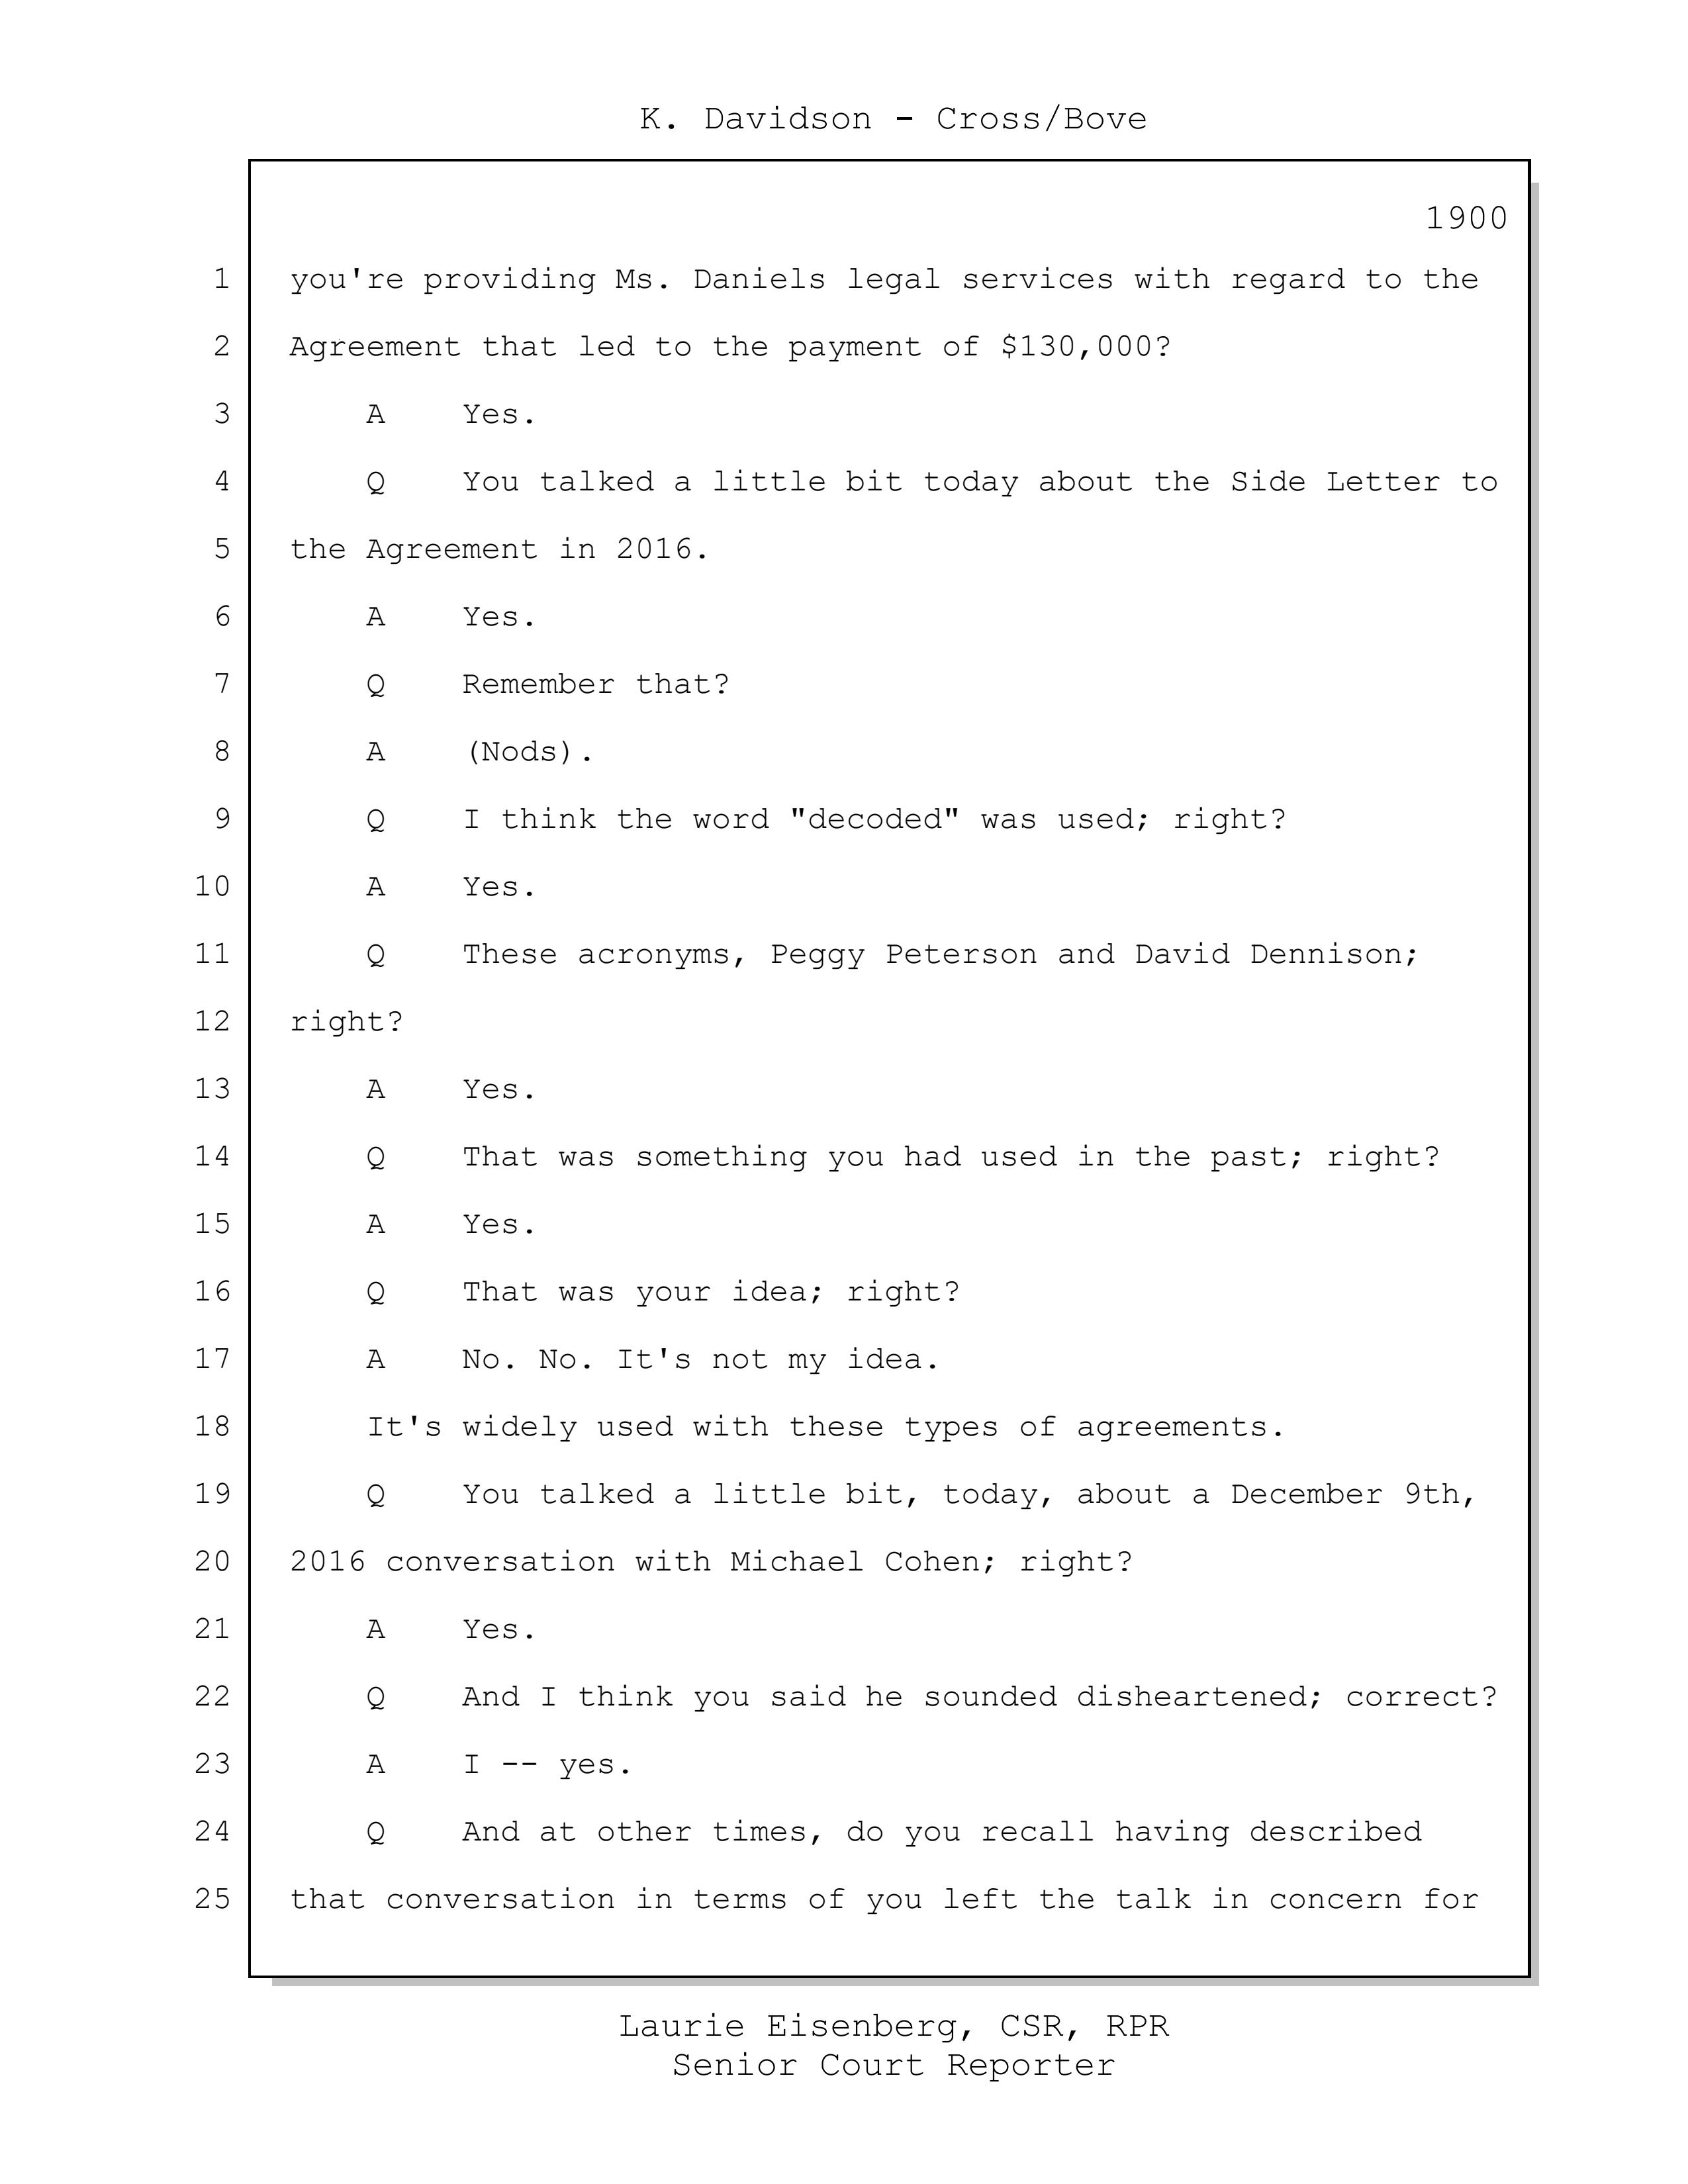 K. Davidson - Cross/Bove
1900
1 you're providing Ms. Daniels legal services with regard to the
2 Agreement that led to the payment of $130,000?
3 A Yes.
4 Q You talked a little bit today about the Side Letter to
5 the Agreement in 2016.
6 A Yes.
7 Q Remember that?
8 A (Nods).
9 Q I think the word "decoded" was used; right?
10 A Yes.
11 Q These acronyms, Peggy Peterson and David Dennison;
12 right?
13 A Yes.
14 Q That was something you had used in the past; right?
15 A Yes.
16 Q That was your idea; right?
17 A No. No. It's not my idea.
18 It's widely used with these types of agreements.
19 Q You talked a little bit, today, about a December 9th,
20 2016 conversation with Michael Cohen; right?
21 A Yes.
22 Q And I think you said he sounded disheartened; correct?
23 A I -- yes.
24 Q And at other times, do you recall having described
25 that conversation in terms of you left the talk in concern for
Laurie Eisenberg, CSR, RPR
Senior Court Reporter